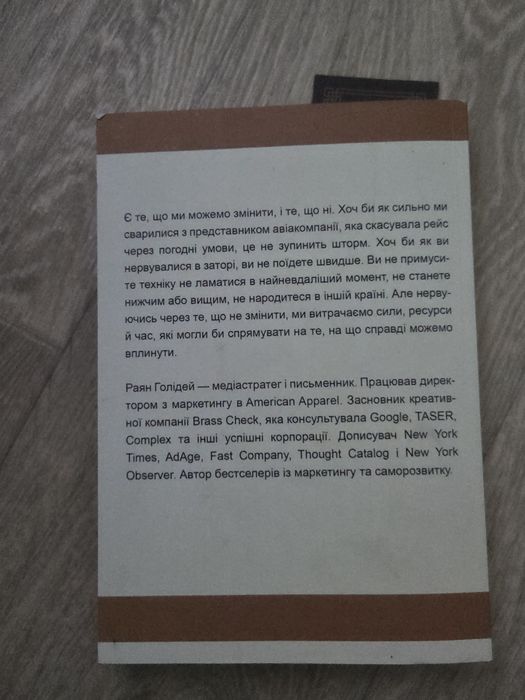 Є те, що ми можемо змінити, і те, що ні. Хоч би як сильно ми
сварилися з представником авіакомпанії, яка скасувала рейс
через погодні умови, це не зупинить шторм. Хоч би як ви
нервувалися в заторі, ви не поїдете швидше. Ви не примуси-
те техніку не ламатися в найневдаліший момент, не станете
нижчим або вищим, не народитеся в іншій країні. Але нерву-
ючись через те, що не змінити, ми витрачаємо сили, ресурси
й час, які могли би спрямувати на те, на що справді можемо
вплинути.
Раян Голідей — медіастратег і письменник. Працював дирек-
тором з маркетингу в American Apparel. Засновник креатив-
ної компанії Brass Check, яка консультувала Google, TASER,
Complex та інші успішні корпорації. Дописувач New York
Times, AdAge, Fast Company, Thought Catalog і New York
Observer. Автор бестселерів із маркетингу та саморозвитку.